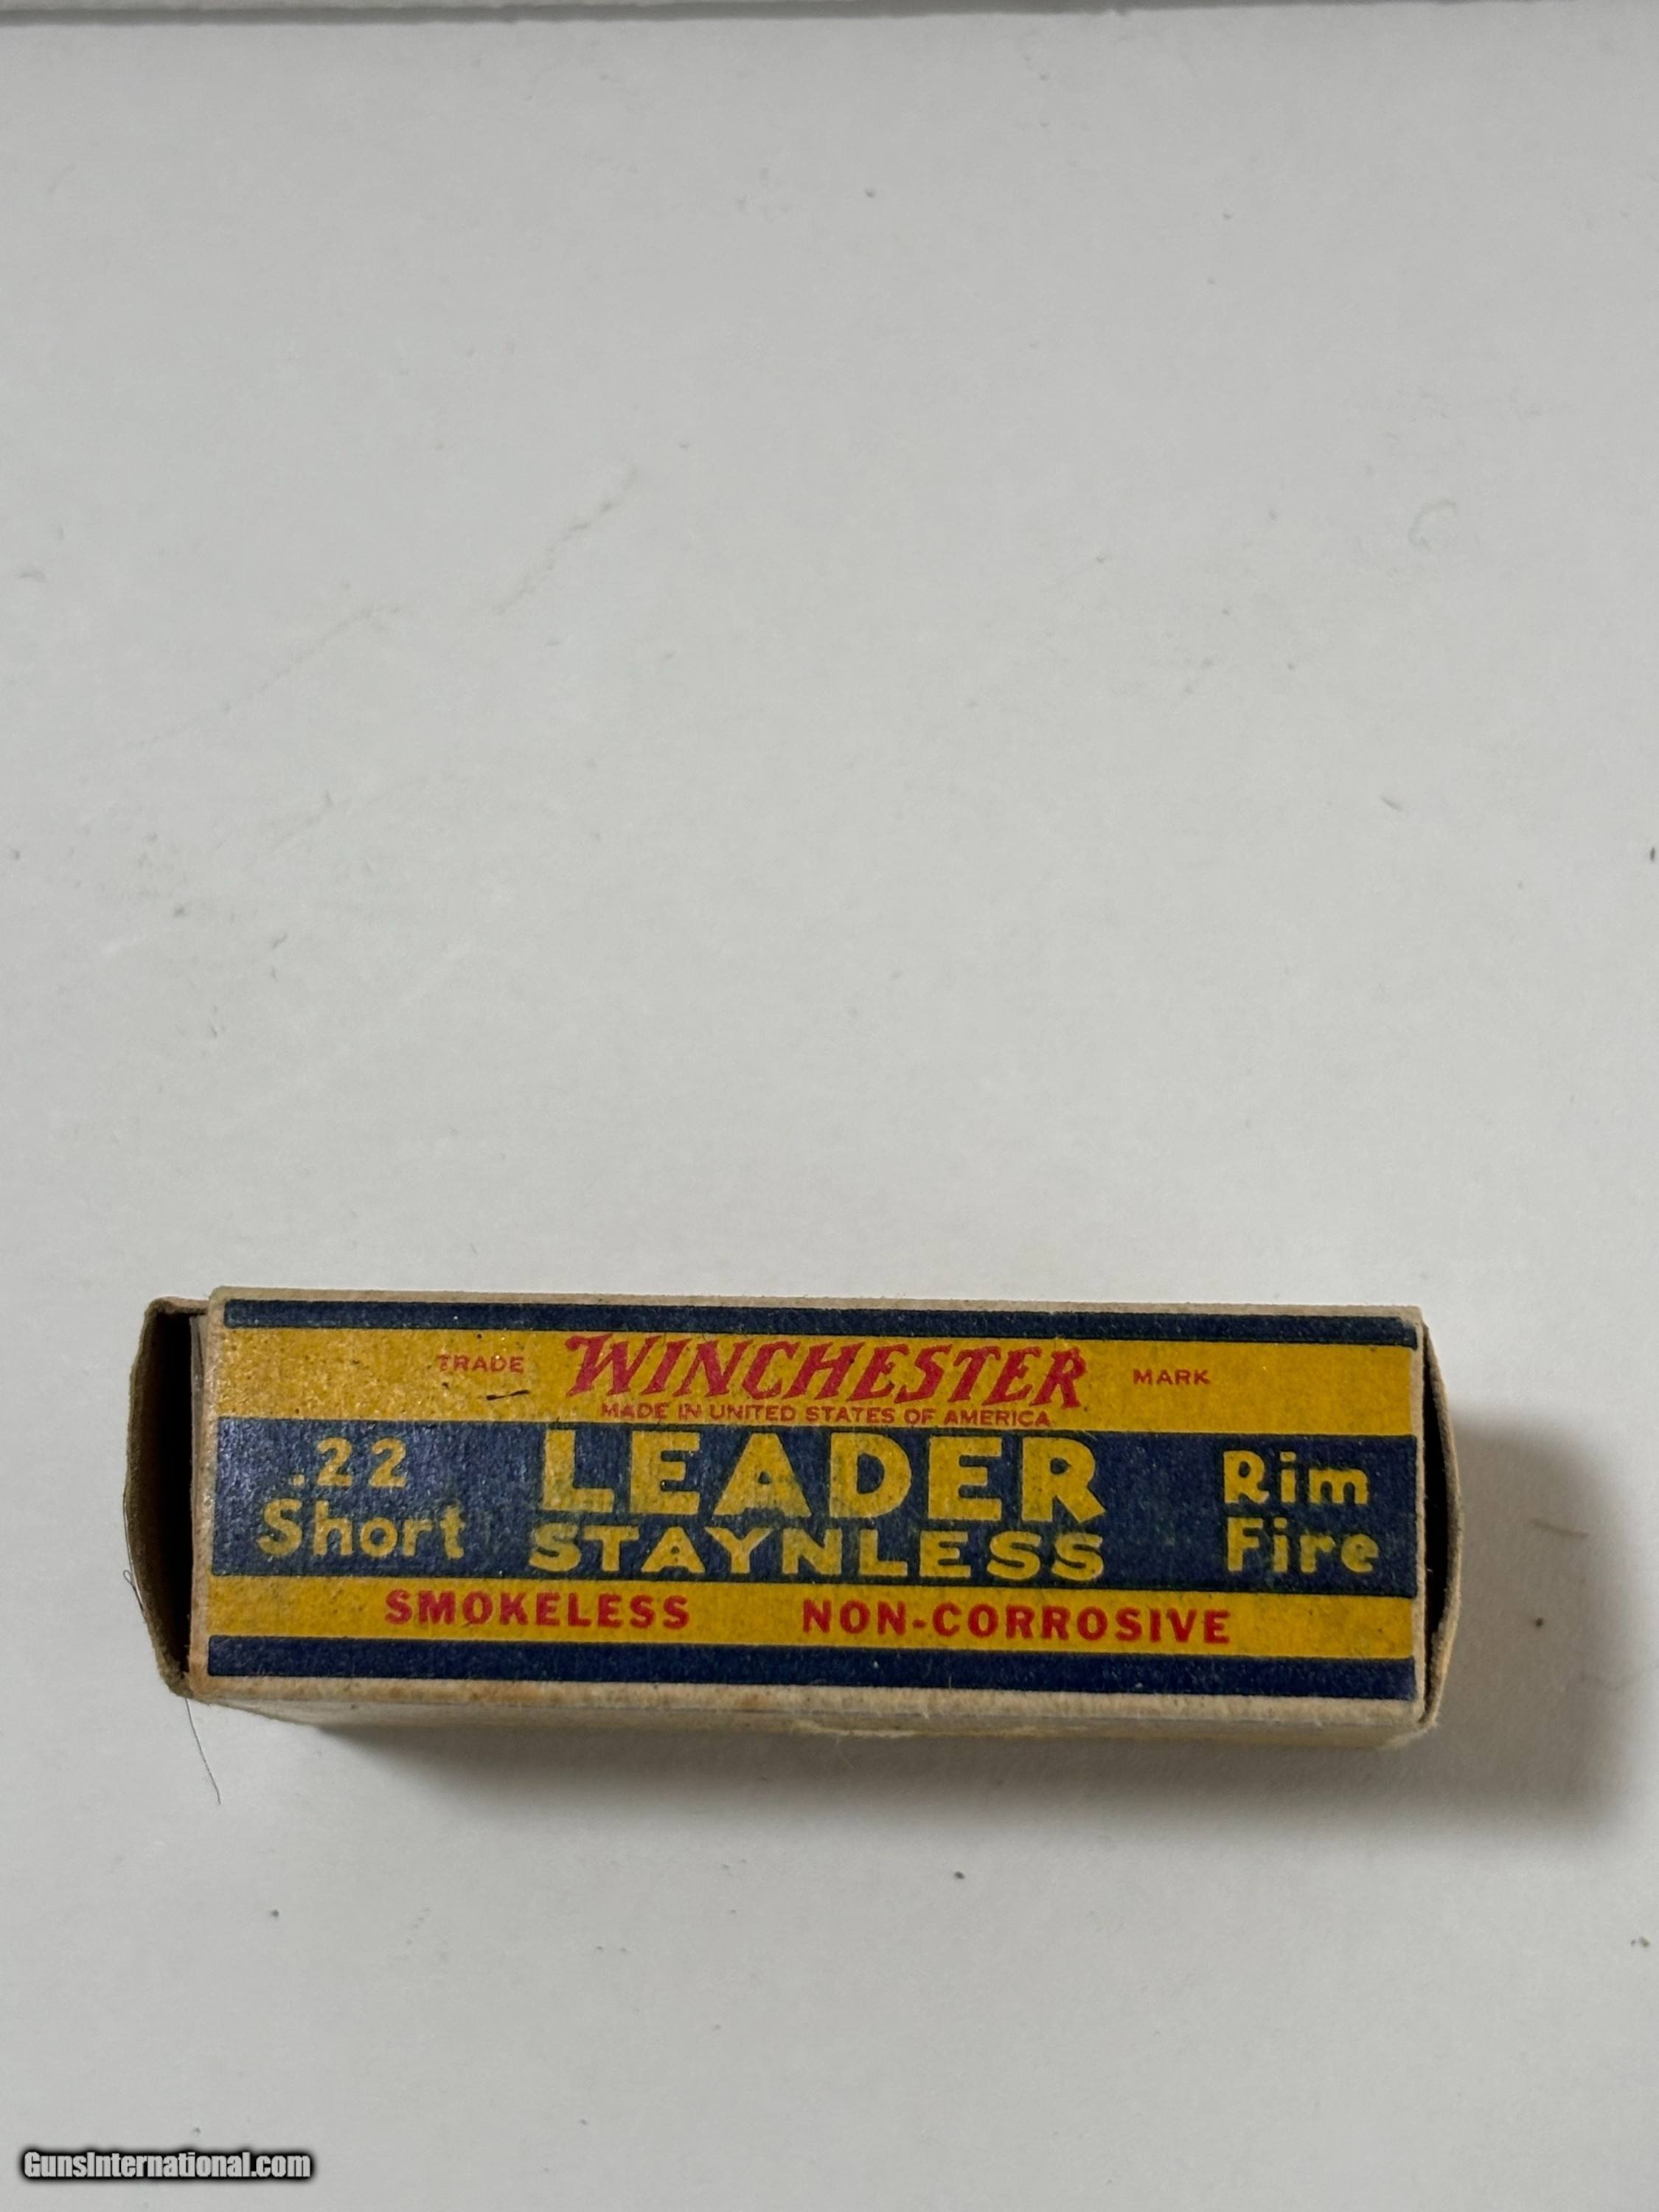 TRADE WINCHESTER MARK
MADE IN UNITED STATES OF AMERICA
.22 Short
LEADER
STAYNLESS
Rim Fire
SMOKELESS NON-CORROSIVE
GunsInternational.com